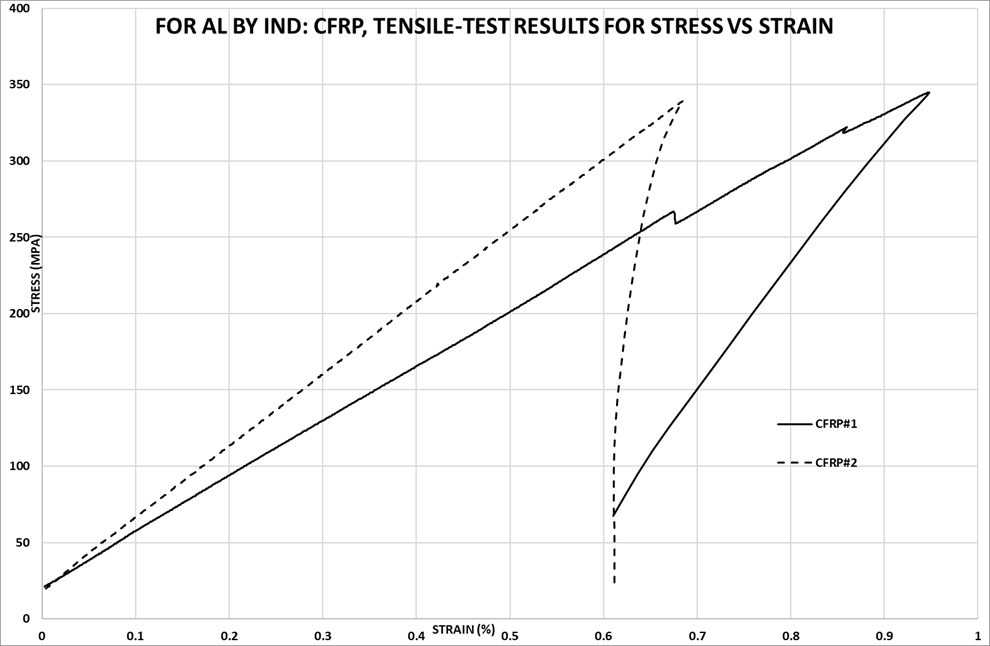 FOR AL BY IND: CFRP, TENSILE-TEST RESULTS FOR STRESS VS STRAIN
400
350
300
250
200
150
100
50
0
STRESS (MPA)
CFRP#1
CFRP#2
0 0.1 0.2 0.3 0.4 0.5 0.6 0.7 0.8 0.9 1
STRAIN (%)